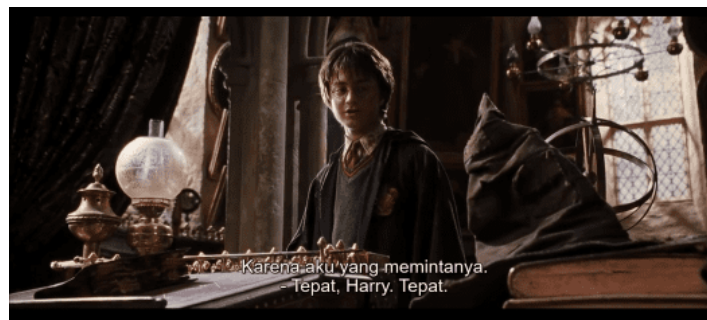 Karena aku yang memintanya.
- Tepat, Harry. Tepat.